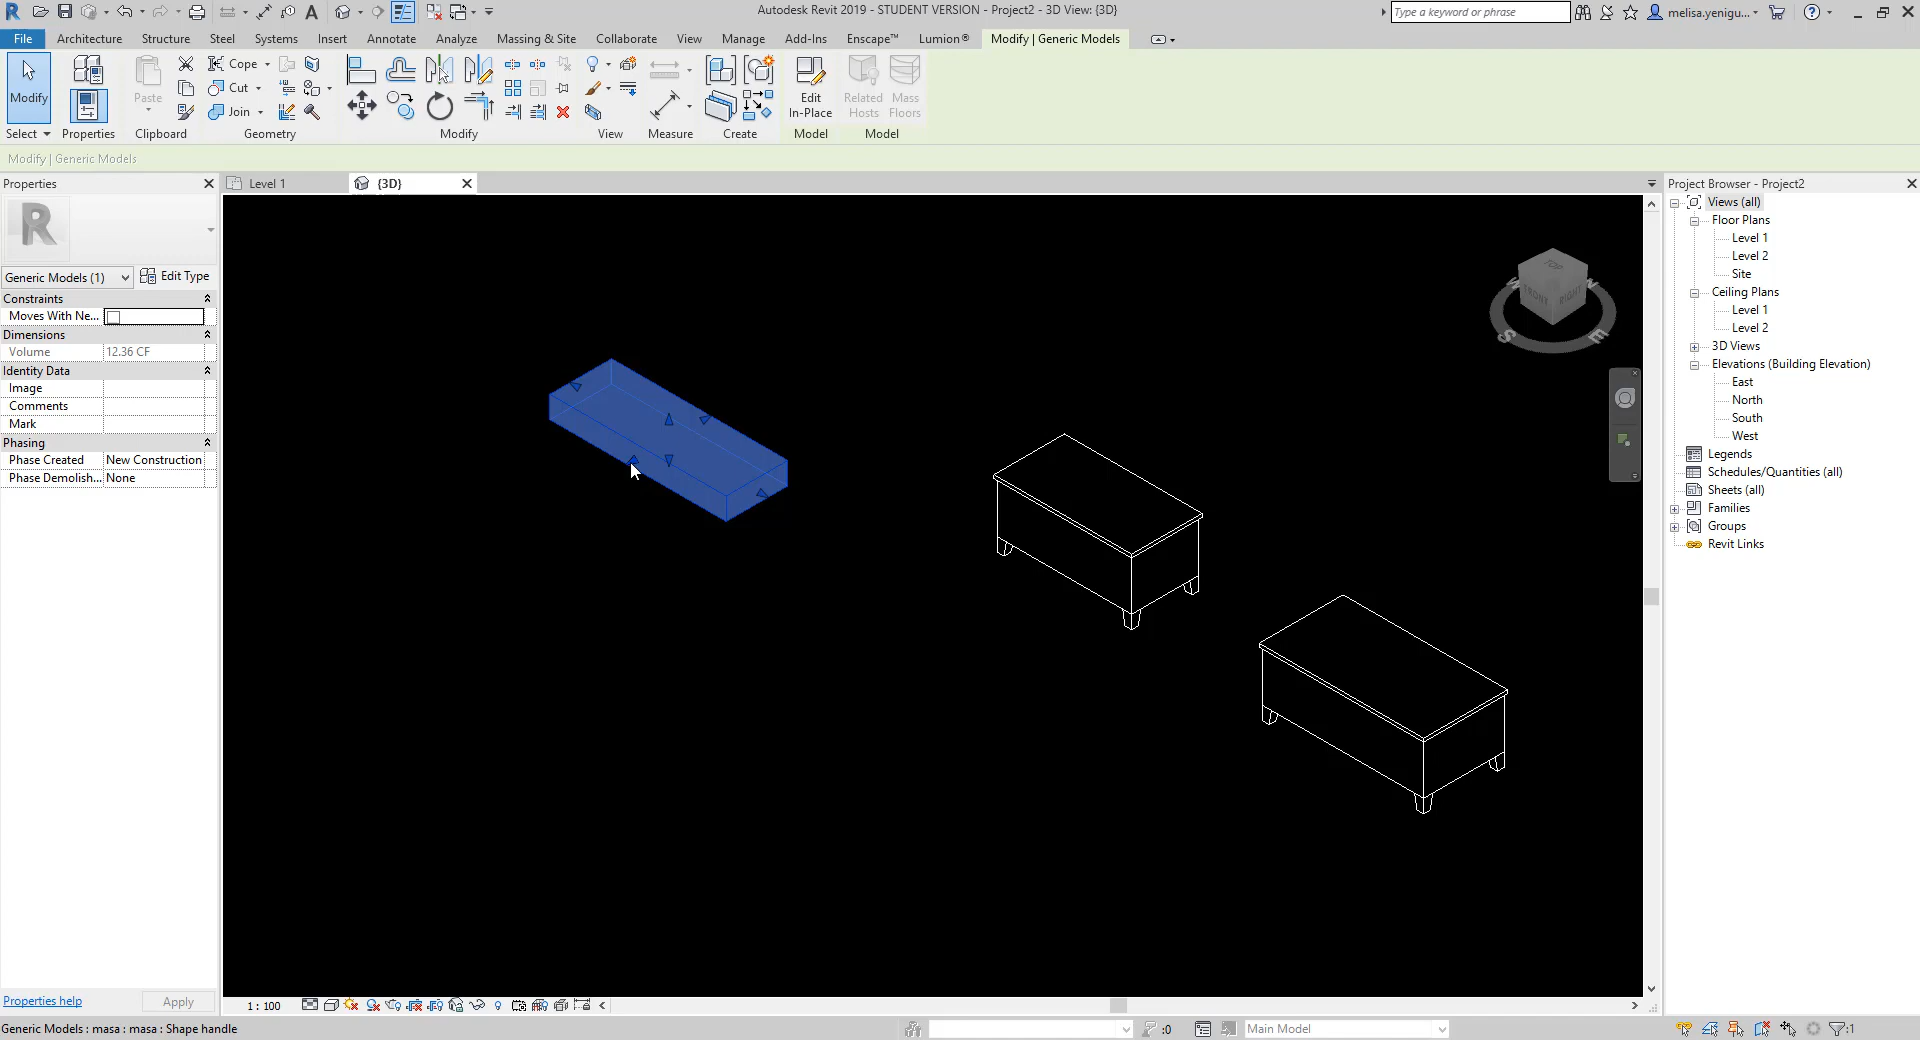 Autodesk Revit 2019 - STUDENT VERSION - Project2 - 3D View: {3D}
Type a keyword or phrase
melisa.yenigu...
File
Architecture
Structure
Steel
Systems
Insert
Annotate
Analyze
Massing & Site
Collaborate
View
Manage
Add-Ins
Enscape™
Lumion®
Modify | Generic Models
Modify
Paste
Cope
Cut
Join
Edit
In-Place
Related
Hosts
Mass
Floors
Select
Properties
Clipboard
Geometry
Modify
View
Measure
Create
Model
Model
Modify | Generic Models
Properties
Level 1
{3D}
Project Browser - Project2
R
Generic Models (1)
Edit Type
Constraints
Moves With Ne...
Dimensions
Volume 12.36 CF
Identity Data
Image
Comments
Mark
Phasing
Phase Created New Construction
Phase Demolish... None
Properties help
Apply
TOP
FRONT
RIGHT
S
E
Views (all)
Floor Plans
Level 1
Level 2
Site
Ceiling Plans
Level 1
Level 2
3D Views
Elevations (Building Elevation)
East
North
South
West
Legends
Schedules/Quantities (all)
Sheets (all)
Families
Groups
Revit Links
1 : 100
Generic Models : masa : masa : Shape handle
:0
Main Model
:1